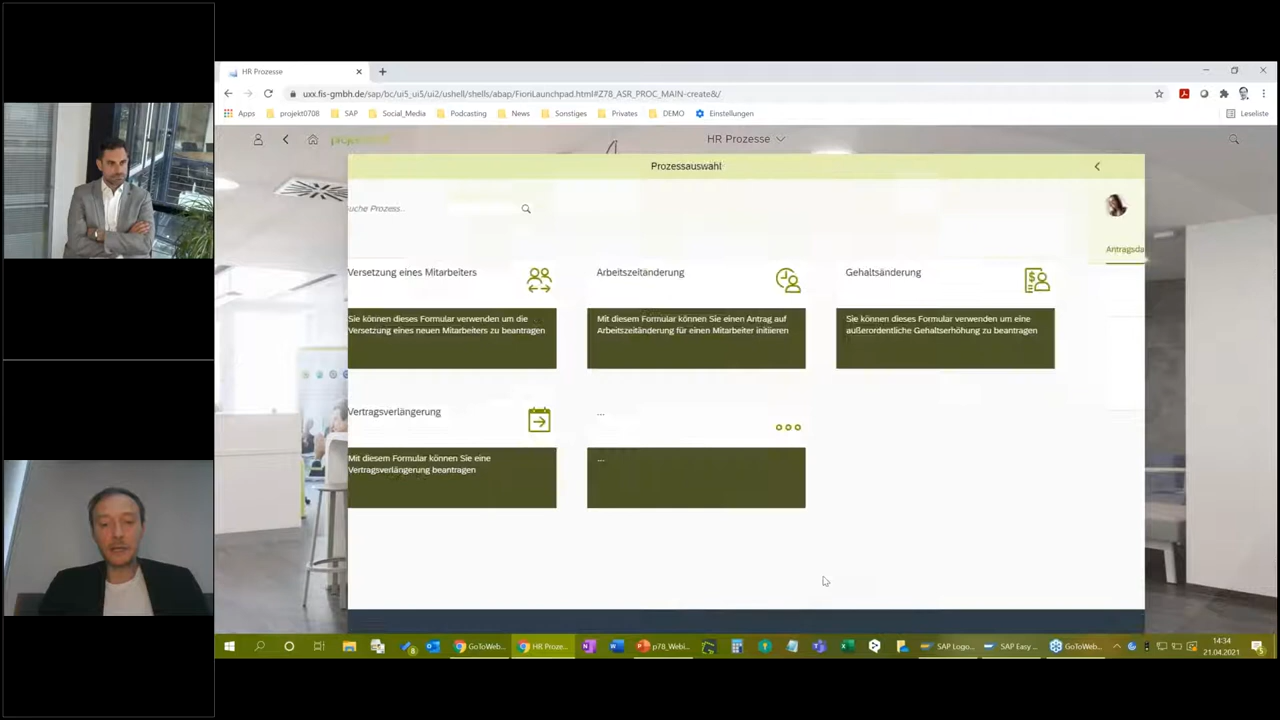 HR Prozesse
uxx.fis-gmbh.de/sap/bc/ui5_ui5/ui2/ushell/shells/abap/FioriLaunchpad.html#Z78_ASR_PROC_MAIN-create&/
Apps projekt0708 SAP Social_Media Podcasting News Sonstiges Privates DEMO Einstellungen Leseliste
HR Prozesse
Prozessauswahl
uche Prozess...
Antragsda
Versetzung eines Mitarbeiters
Sie können dieses Formular verwenden um die
Versetzung eines neuen Mitarbeiters zu beantragen
Arbeitszeitänderung
Mit diesem Formular können Sie einen Antrag auf
Arbeitszeitänderung für einen Mitarbeiter initiieren
Gehaltsänderung
Sie können dieses Formular verwenden um eine
außerordentliche Gehaltserhöhung zu beantragen
Vertragsverlängerung
Mit diesem Formular können Sie eine
Vertragsverlängerung beantragen
...
...
8 GoToWeb... HR Proze... p78_Webi... SAP Logo... SAP Easy ... GoToWeb... 14:34
21.04.2021 5